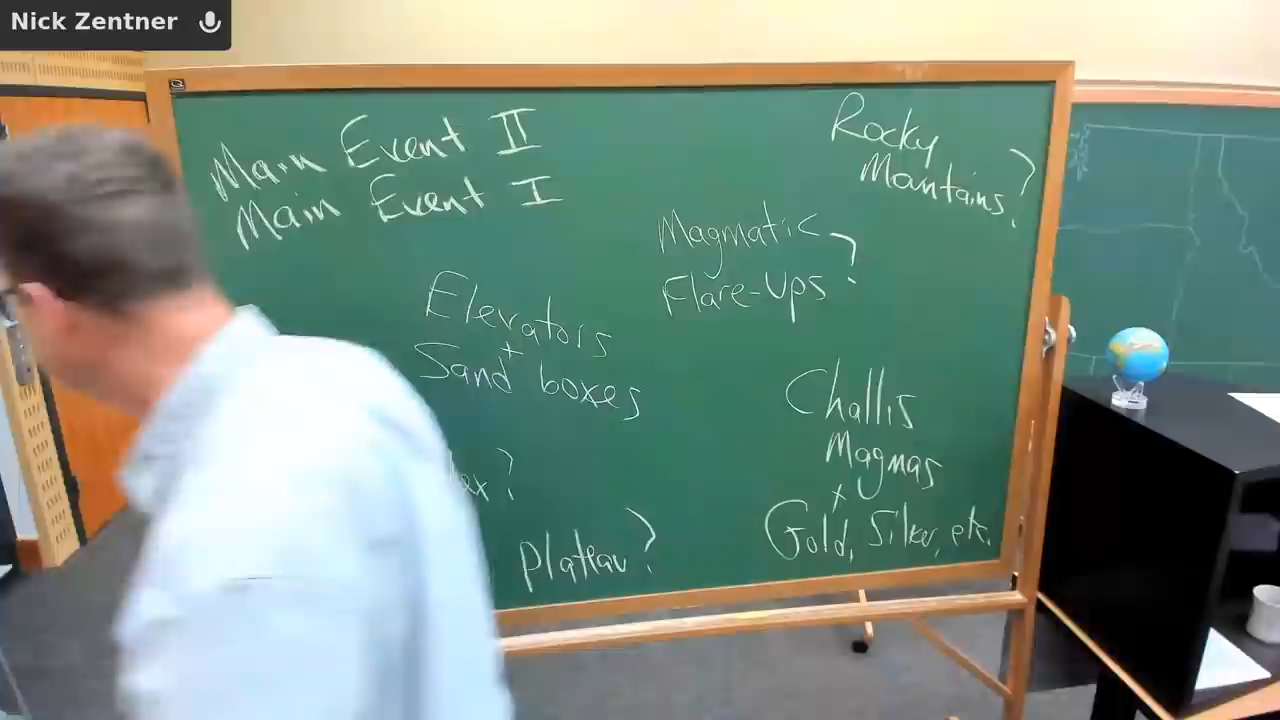 Nick Zentner
Main Event II
Main Event I
Rocky
Mountains?
Magmatic
Flare-Ups?
Elevators
+
Sand boxes
Challis
Magmas
+
Gold, Silver, etc.
ex?
Plateau?